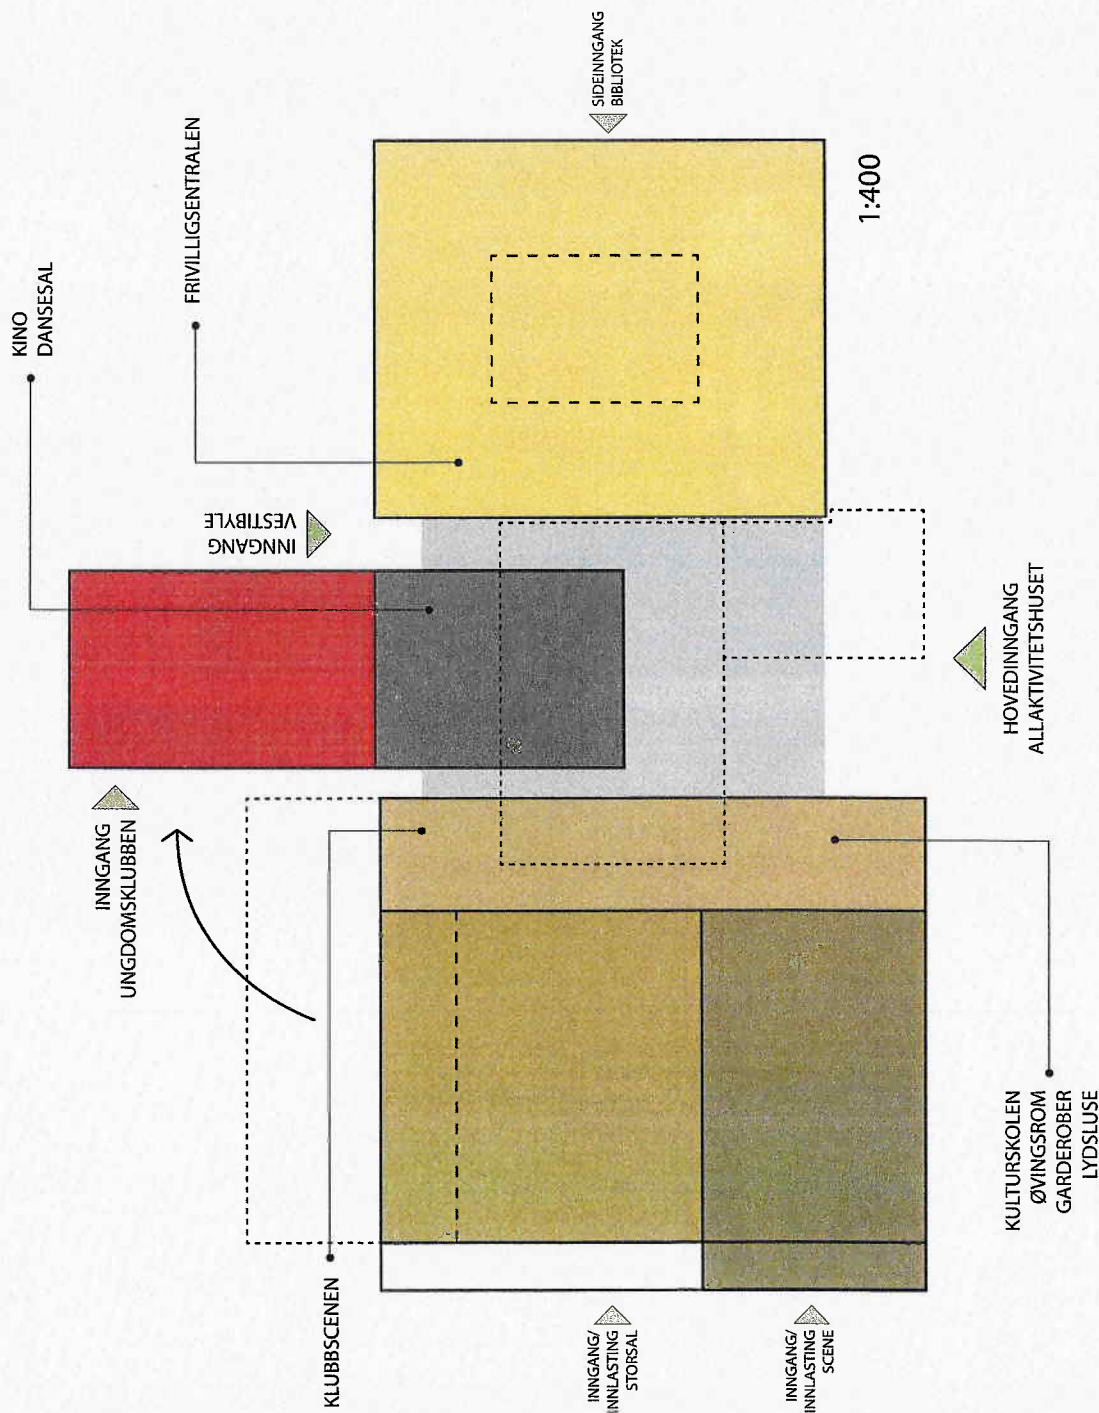 KINO
DANSESAL
FRIVILLIGSENTRALEN
SIDEINNGANG
BIBLIOTEK
INNGANG
VESTIBYLE
INNGANG
UNGDOMSKLUBBEN
1:400
KLUBBSCENEN
HOVEDINNGANG
ALLAKTIVITETSHUSET
INNGANG/
INNLASTING
STORSAL
INNGANG/
INNLASTING
SCENE
KULTURSKOLEN
ØVINGSROM
GARDEROBER
LYDSLUSE